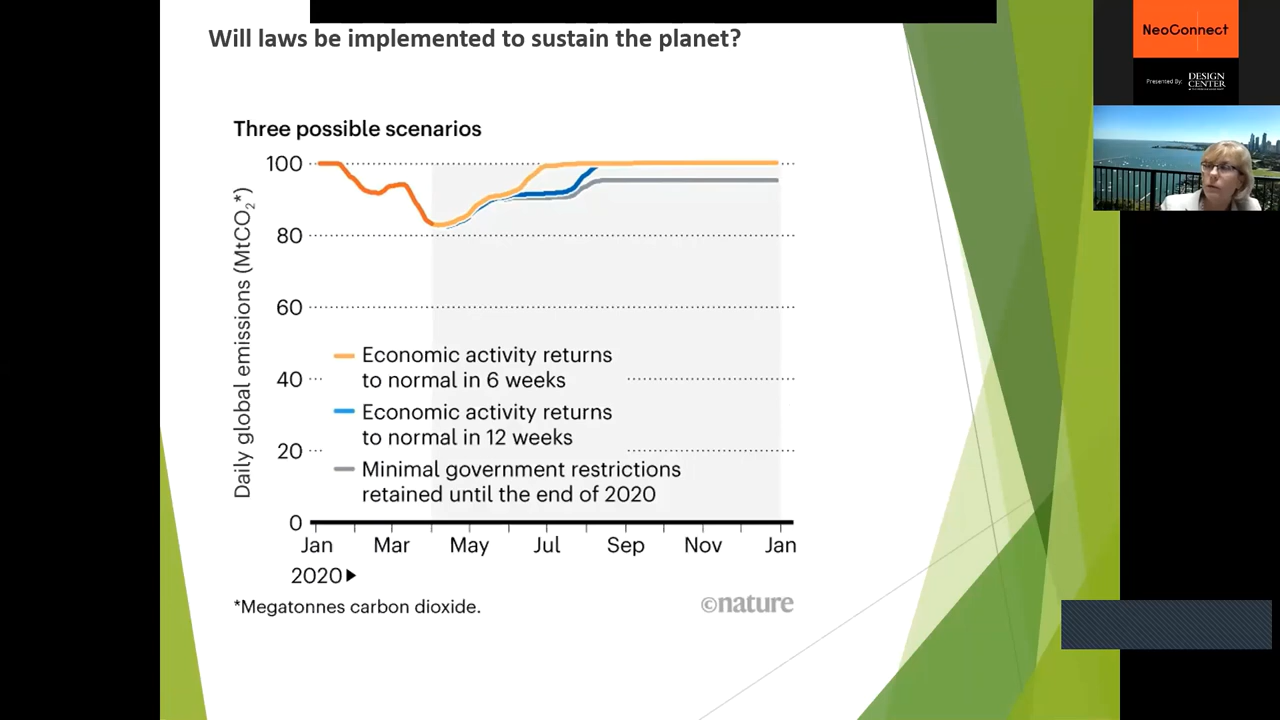 Will laws be implemented to sustain the planet?
Three possible scenarios
Daily global emissions (MtCO₂*)
100
80
60
40
20
0
Economic activity returns
to normal in 6 weeks
Economic activity returns
to normal in 12 weeks
Minimal government restrictions
retained until the end of 2020
Jan Mar May Jul Sep Nov Jan
2020▶
*Megatonnes carbon dioxide.
©nature
NeoConnect
Presented By: DESIGN
CENTER